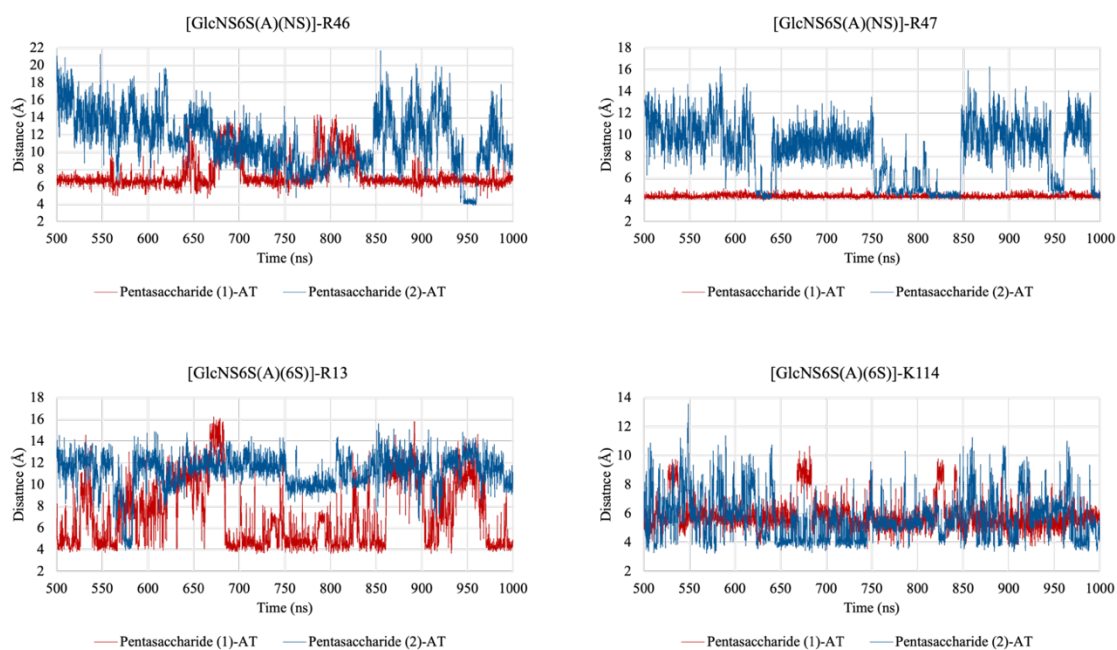 [GlcNS6S(A)(NS)]-R46
Disatnce (Å)
22
20
18
16
14
12
10
8
6
4
2
500 550 600 650 700 750 800 850 900 950 1000
Time (ns)
Pentasaccharide (1)-AT Pentasaccharide (2)-AT
[GlcNS6S(A)(NS)]-R47
Disatnce (Å)
18
16
14
12
10
8
6
4
2
500 550 600 650 700 750 800 850 900 950 1000
Time (ns)
Pentasaccharide (1)-AT Pentasaccharide (2)-AT
[GlcNS6S(A)(6S)]-R13
Disatnce (Å)
18
16
14
12
10
8
6
4
2
500 550 600 650 700 750 800 850 900 950 1000
Time (ns)
Pentasaccharide (1)-AT Pentasaccharide (2)-AT
[GlcNS6S(A)(6S)]-K114
Disatnce (Å)
14
12
10
8
6
4
2
500 550 600 650 700 750 800 850 900 950 1000
Time (ns)
Pentasaccharide (1)-AT Pentasaccharide (2)-AT